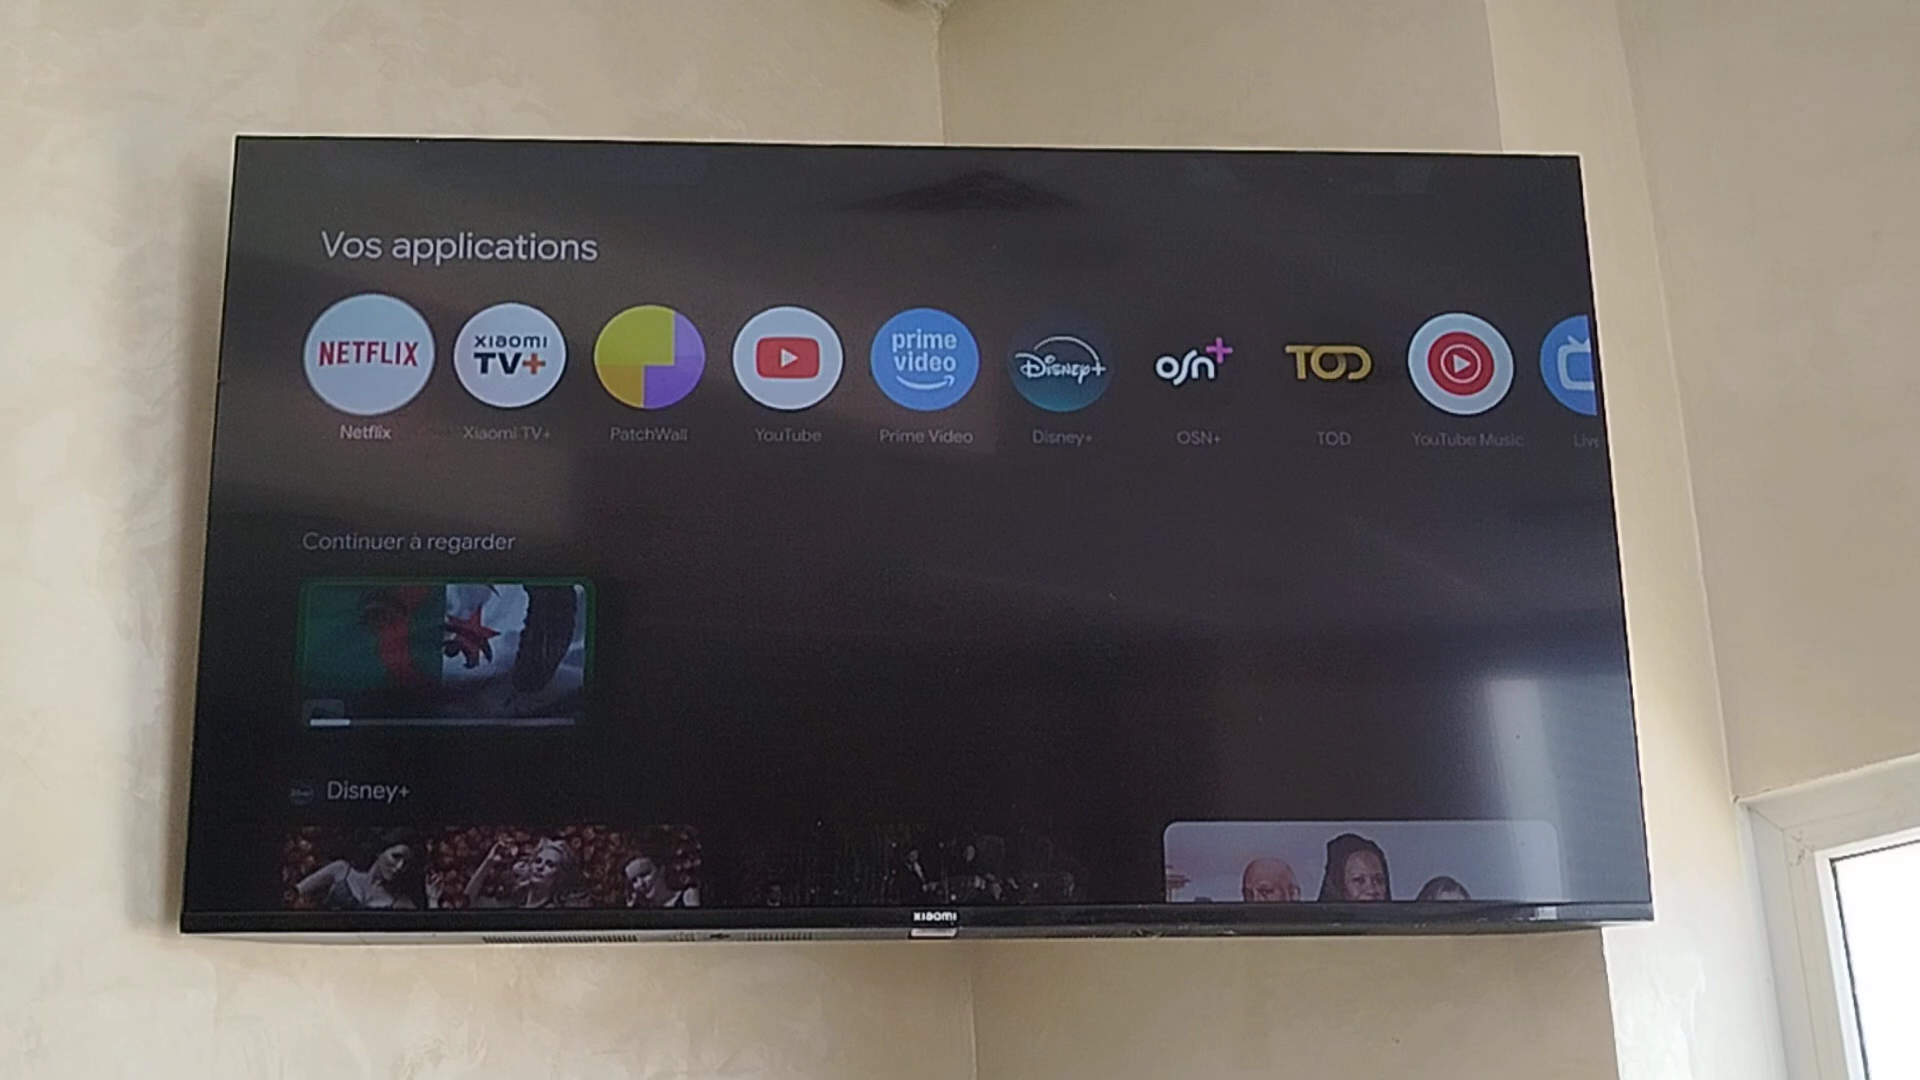 Vos applications
NETFLIX
xiaomi
TV+
prime
video
Disney+
osn+
TOD
Netflix
Xiaomi TV+
PatchWall
YouTube
Prime Video
Disney+
OSN+
TOD
YouTube Music
Live
Continuer à regarder
Disney+
xiaomi